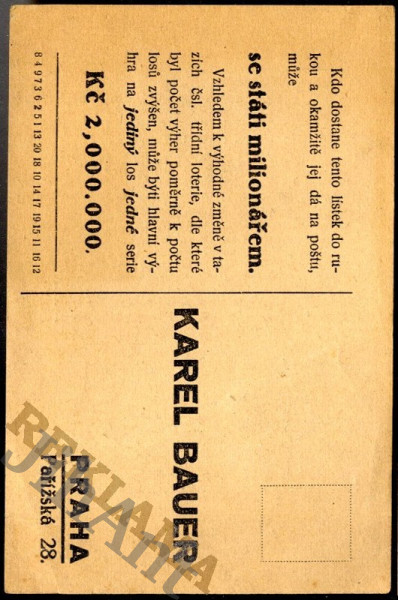 Kdo dostane tento lístek do ru-
kou a okamžitě jej dá na poštu,
může
se státi milionářem.
Vzhledem k výhodné změně v ta-
zích čsl. třídní loterie, dle které
byl počet výher poměrně k počtu
losů zvýšen, může býti hlavní vý-
hra na jediný los jedné serie
Kč 2,000.000.
8 4 9 7 3 6 2 5 1 13 20 18 10 14 17 19 15 11 16 12
KAREL BAUER
PRAHA
Pařížská 28.
REKLAMA